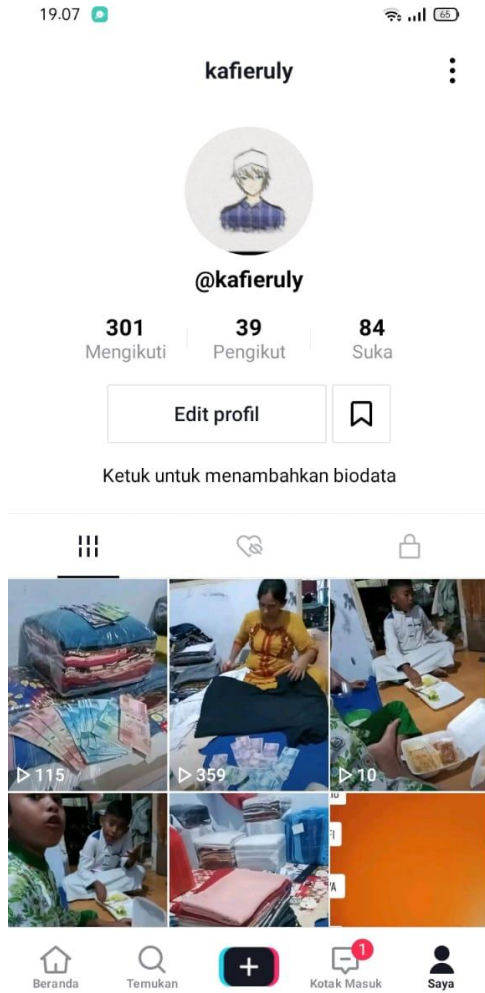 19.07
65
kafieruly
@kafieruly
301
Mengikuti
39
Pengikut
84
Suka
Edit profil
Ketuk untuk menambahkan biodata
115
359
10
1
Beranda
Temukan
Kotak Masuk
Saya